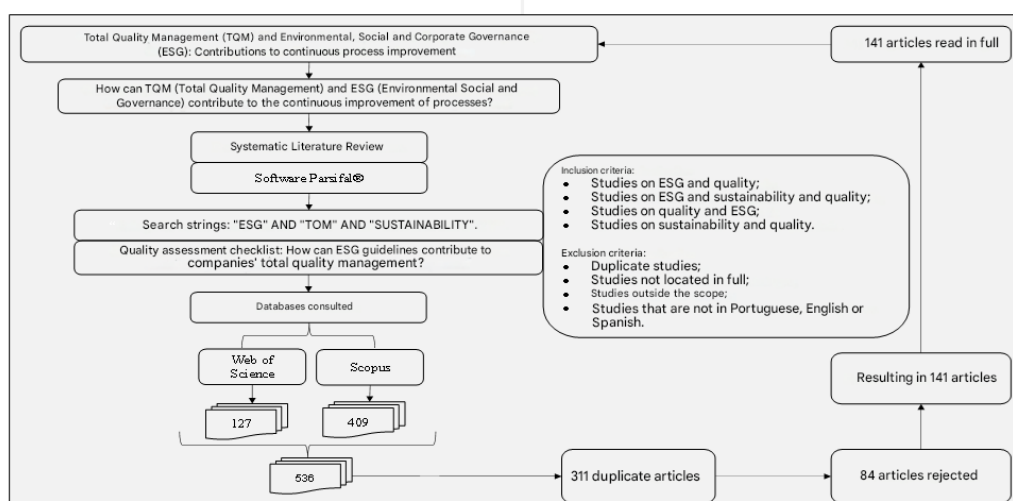 Total Quality Management (TQM) and Environmental, Social and Corporate Governance
(ESG): Contributions to continuous process improvement
141 articles read in full
How can TQM (Total Quality Management) and ESG (Environmental Social and
Governance) contribute to the continuous improvement of processes?
Systematic Literature Review
Software Parsifal®
Search strings: "ESG" AND "TOM" AND "SUSTAINABILITY".
Quality assessment checklist: How can ESG guidelines contribute to
companies' total quality management?
Inclusion criteria:
• Studies on ESG and quality;
• Studies on ESG and sustainability and quality;
• Studies on quality and ESG;
• Studies on sustainability and quality.
Exclusion criteria:
• Duplicate studies;
• Studies not located in full;
• Studies outside the scope;
• Studies that are not in Portuguese, English or
Spanish.
Databases consulted
Web of
Science
Scopus
127
409
536
311 duplicate articles
84 articles rejected
Resulting in 141 articles